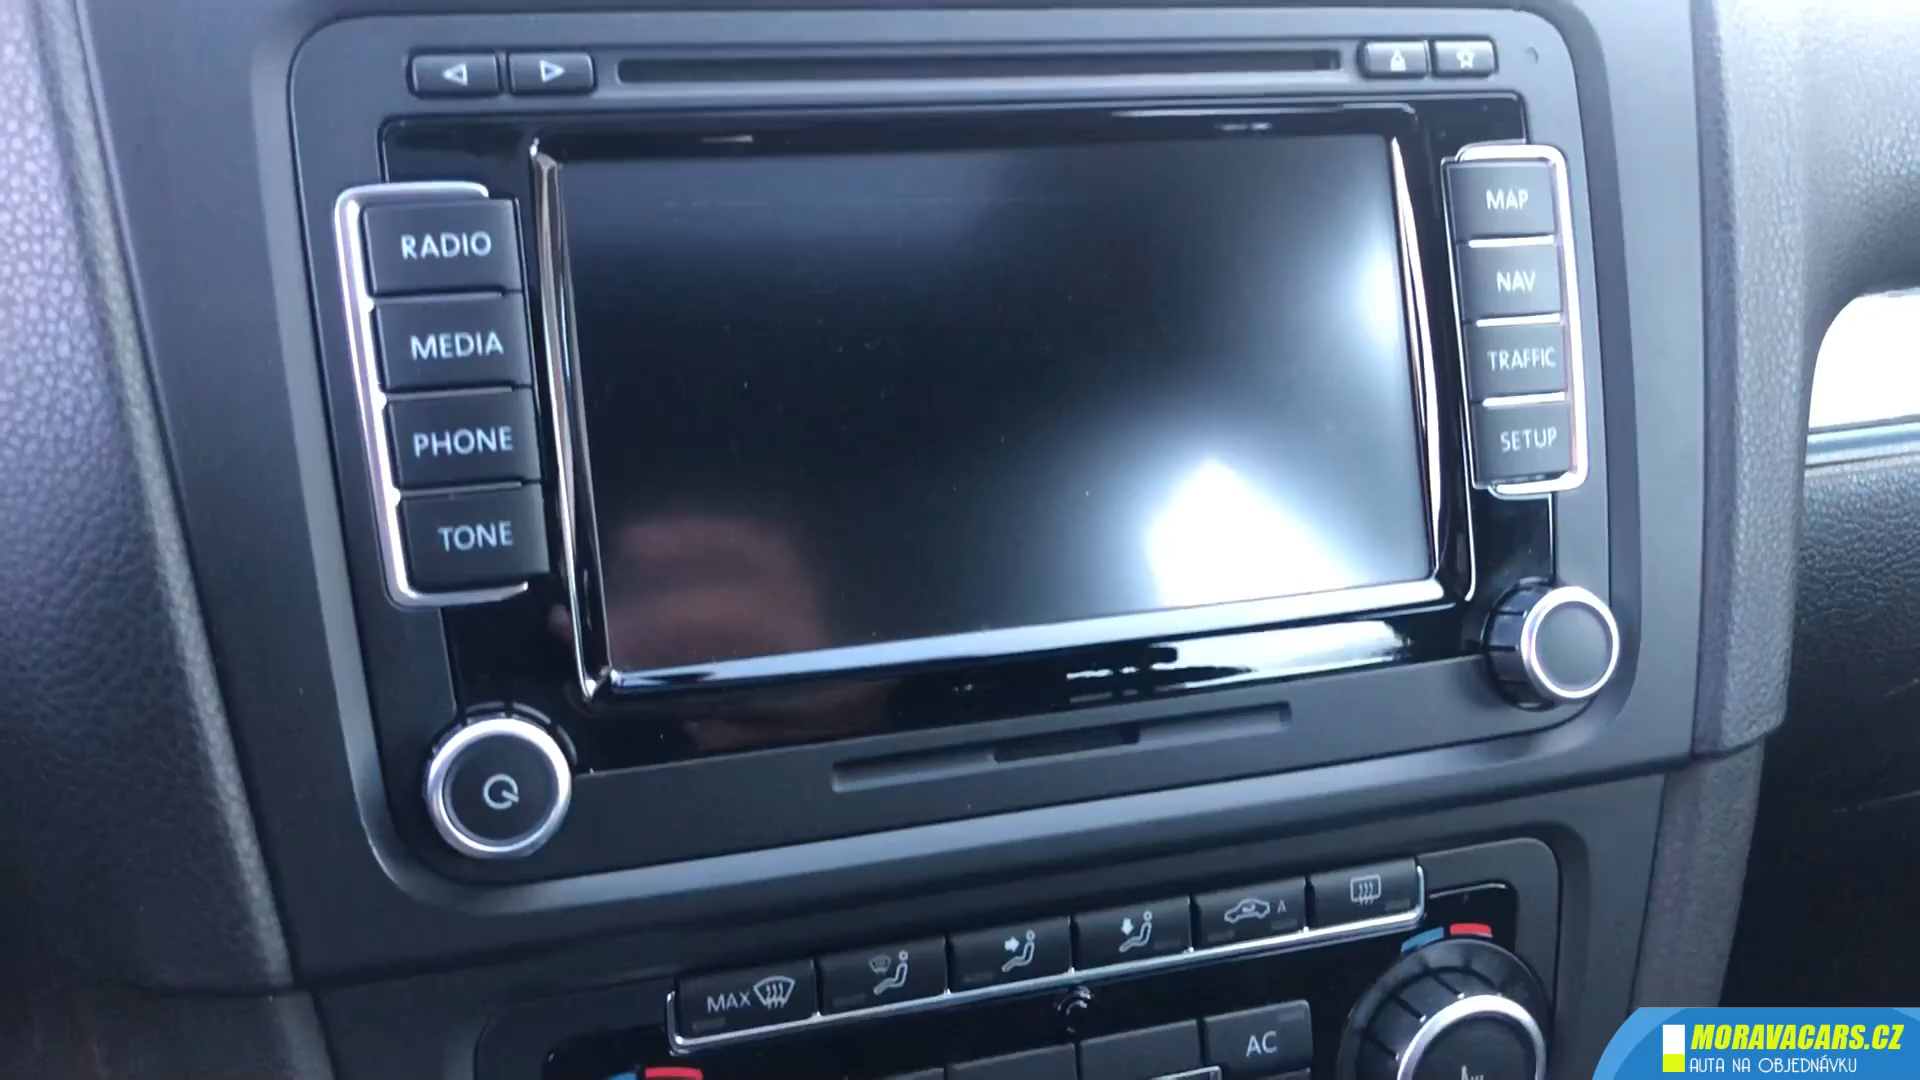 RADIO
MEDIA
PHONE
TONE
MAP
NAV
TRAFFIC
SETUP
MAX
A
AC
MORAVACARS.CZ
AUTA NA OBJEDNÁVKU